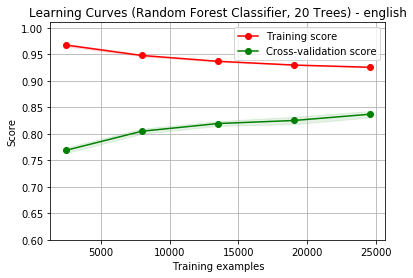 Learning Curves (Random Forest Classifier, 20 Trees) - english
Training score
Cross-validation score
Score
1.00
0.95
0.90
0.85
0.80
0.75
0.70
0.65
0.60
5000 10000 15000 20000 25000
Training examples